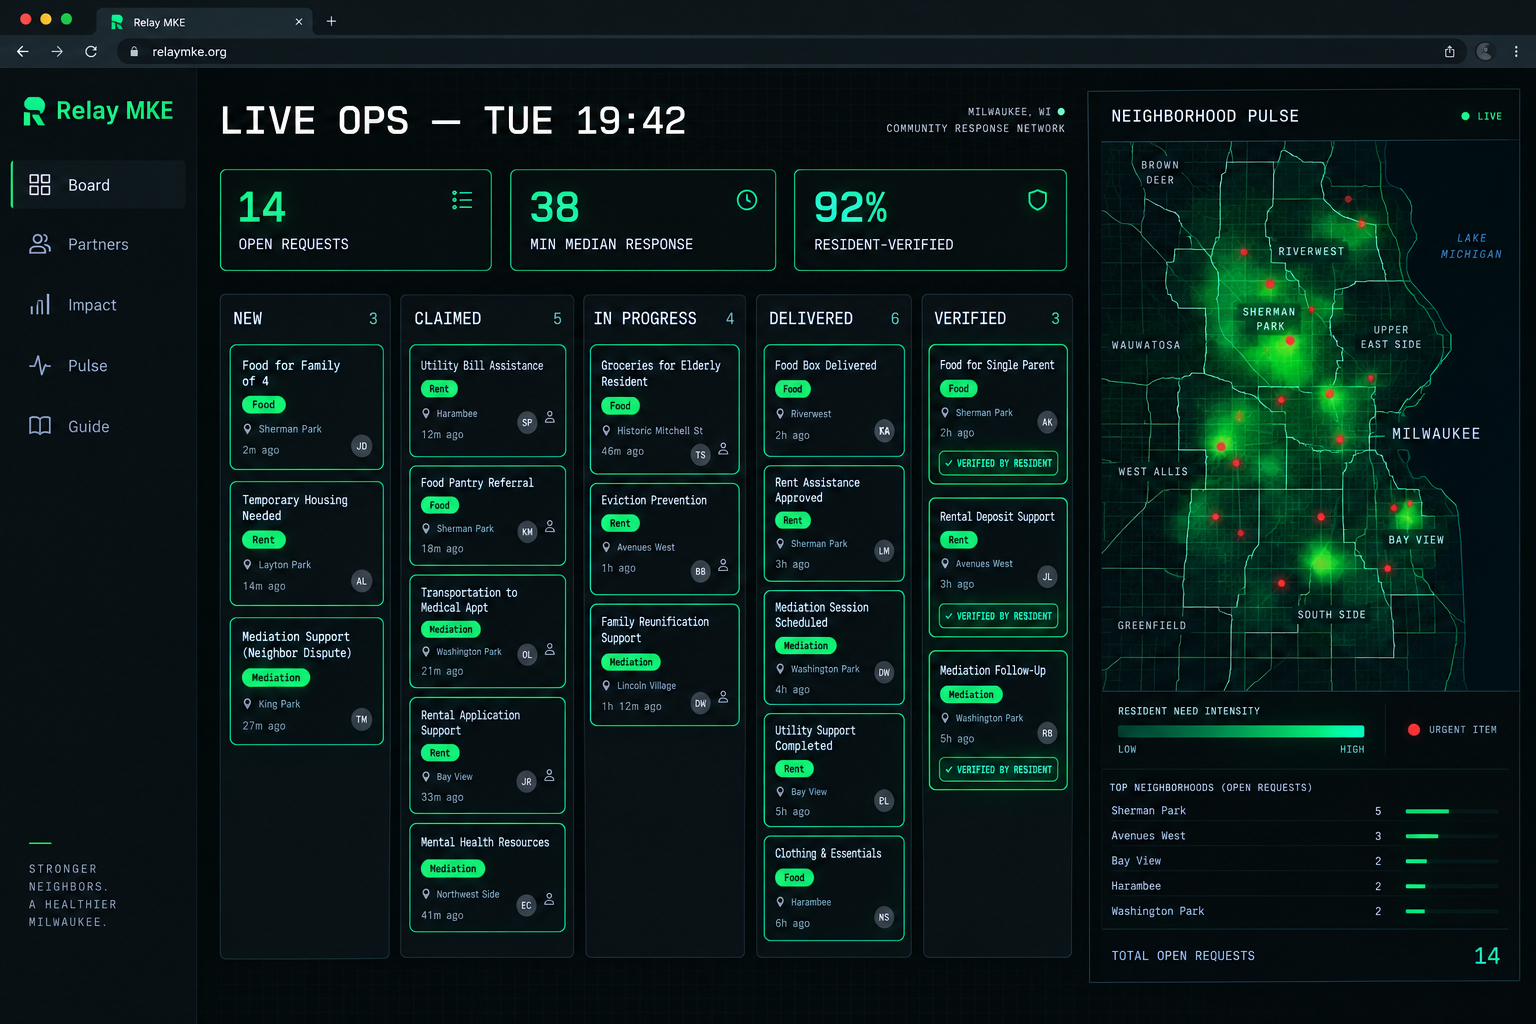 Relay MKE
relaymke.org
Relay MKE
Board
Partners
Impact
Pulse
Guide
STRONGER
NEIGHBORS.
A HEALTHIER
MILWAUKEE.
LIVE OPS — TUE 19:42
MILWAUKEE, WI
COMMUNITY RESPONSE NETWORK
14
OPEN REQUESTS
38
MIN MEDIAN RESPONSE
92%
RESIDENT-VERIFIED
NEW 3
Food for Family
of 4
Food
Sherman Park
2m ago
JD
Temporary Housing
Needed
Rent
Layton Park
14m ago
AL
Mediation Support
(Neighbor Dispute)
Mediation
King Park
27m ago
TM
CLAIMED 5
Utility Bill Assistance
Rent
Harambee
12m ago
SP
Food Pantry Referral
Food
Sherman Park
18m ago
KM
Transportation to
Medical Appt
Mediation
Washington Park
21m ago
OL
Rental Application
Support
Rent
Bay View
33m ago
JR
Mental Health Resources
Mediation
Northwest Side
41m ago
EC
IN PROGRESS 4
Groceries for Elderly
Resident
Food
Historic Mitchell St
46m ago
TS
Eviction Prevention
Rent
Avenues West
1h ago
BB
Family Reunification
Support
Mediation
Lincoln Village
1h 12m ago
DW
DELIVERED 6
Food Box Delivered
Food
Riverwest
2h ago
KA
Rent Assistance
Approved
Rent
Sherman Park
3h ago
LM
Mediation Session
Scheduled
Mediation
Washington Park
4h ago
DW
Utility Support
Completed
Rent
Bay View
5h ago
Clothing & Essentials
Food
Harambee
6h ago
NS
VERIFIED 3
Food for Single Parent
Food
Sherman Park
2h ago
AK
VERIFIED BY RESIDENT
Rental Deposit Support
Rent
Avenues West
3h ago
JL
VERIFIED BY RESIDENT
Mediation Follow-Up
Mediation
Washington Park
5h ago
RB
VERIFIED BY RESIDENT
NEIGHBORHOOD PULSE
LIVE
BROWN
DEER
LAKE
MICHIGAN
RIVERWEST
SHERMAN
PARK
UPPER
EAST SIDE
WAUWATOSA
MILWAUKEE
WEST ALLIS
BAY VIEW
SOUTH SIDE
GREENFIELD
RESIDENT NEED INTENSITY
LOW HIGH
URGENT ITEM
TOP NEIGHBORHOODS (OPEN REQUESTS)
Sherman Park 5
Avenues West 3
Bay View 2
Harambee 2
Washington Park 2
TOTAL OPEN REQUESTS 14